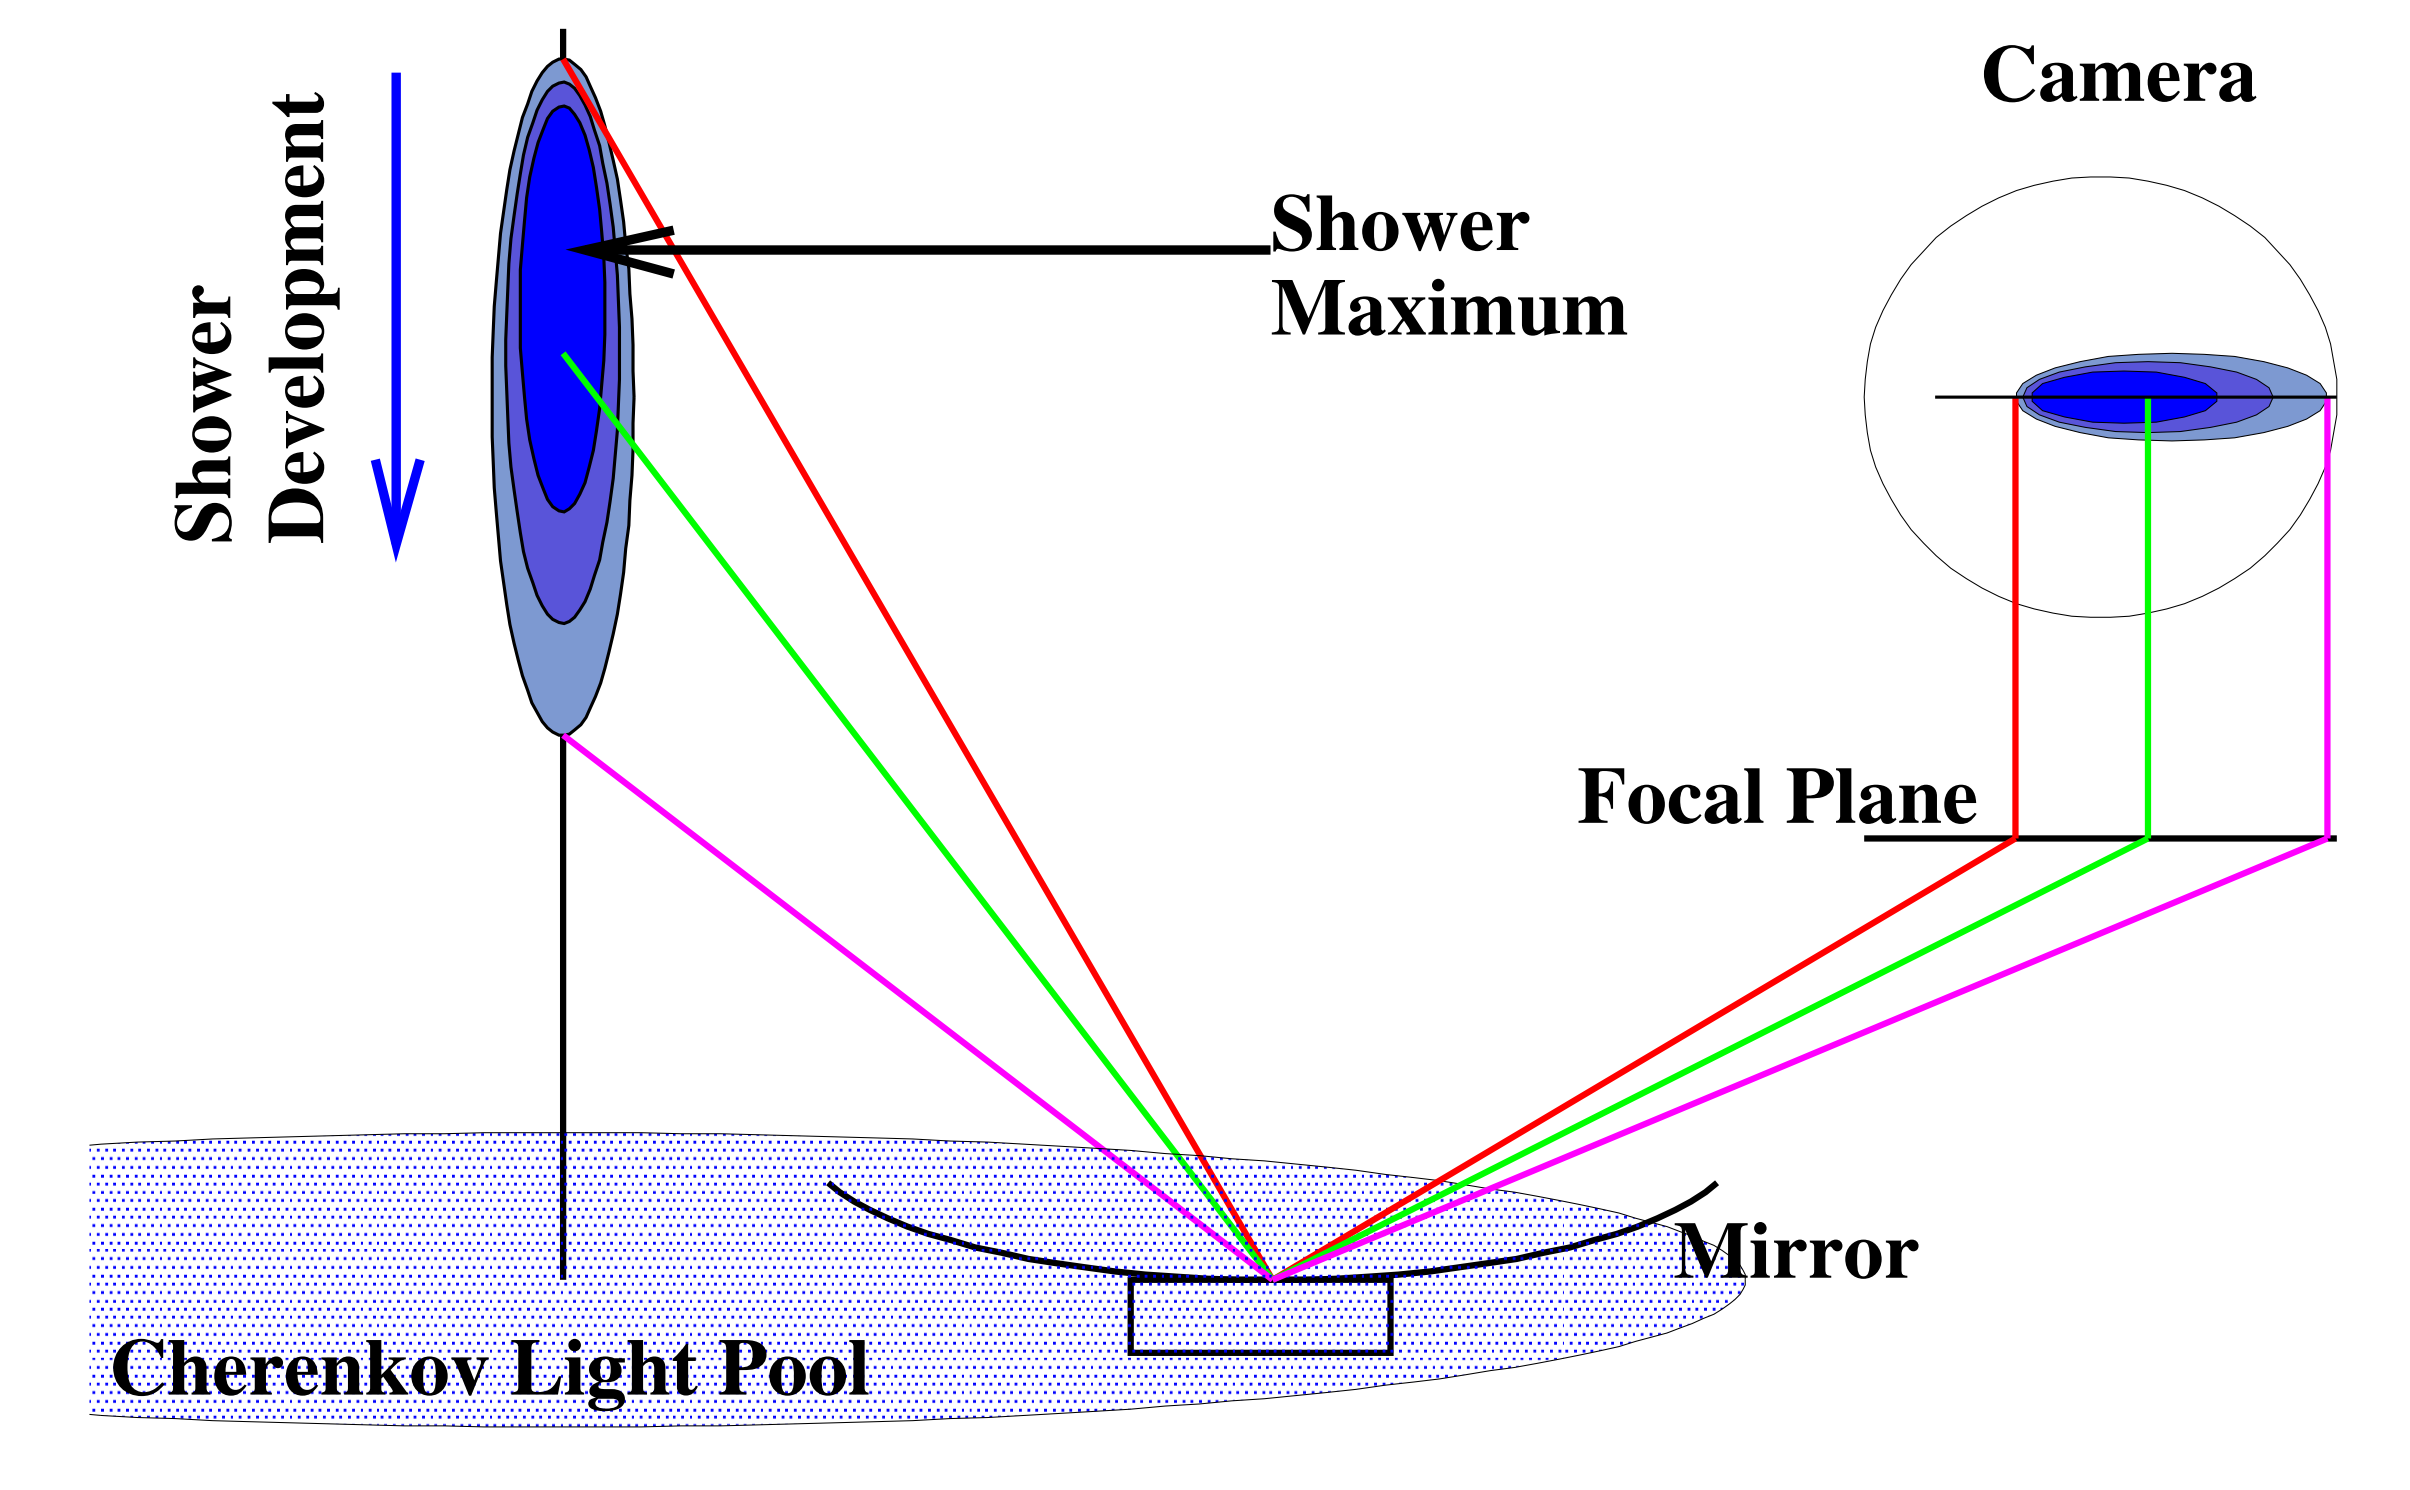 Camera
Shower
Development
Shower
Maximum
Focal Plane
Mirror
Cherenkov Light Pool